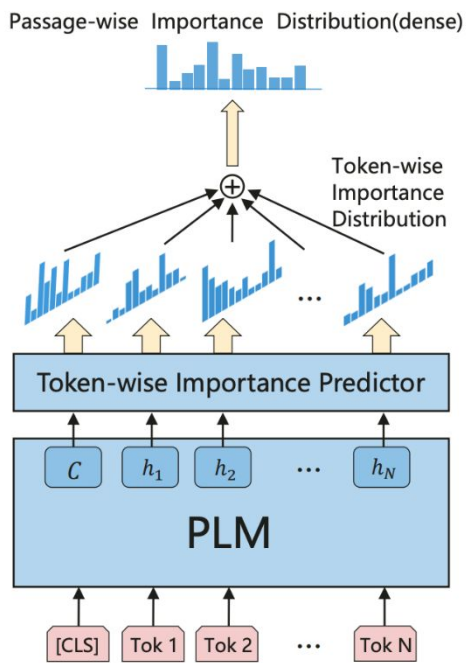 Passage-wise Importance Distribution(dense)
Token-wise
Importance
Distribution
...
Token-wise Importance Predictor
C h₁ h₂ ... h_N
PLM
[CLS] Tok 1 Tok 2 ... Tok N